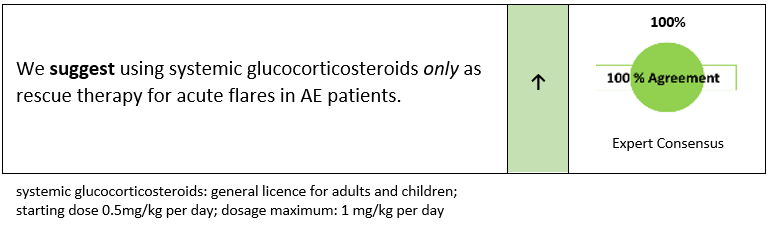 We suggest using systemic glucocorticosteroids only as
rescue therapy for acute flares in AE patients.
↑
100%
100 % Agreement
Expert Consensus
systemic glucocorticosteroids: general licence for adults and children;
starting dose 0.5mg/kg per day; dosage maximum: 1 mg/kg per day